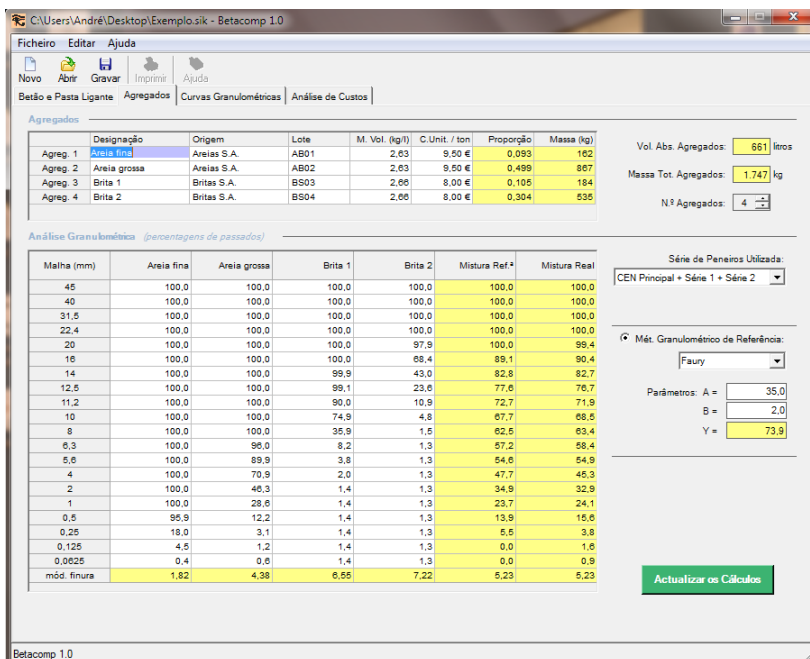 C:\Users\André\Desktop\Exemplo.sik - Betacomp 1.0
Ficheiro Editar Ajuda
Novo Abrir Gravar Imprimir Ajuda
Betão e Pasta Ligante Agregados Curvas Granulométricas Análise de Custos
Agregados
Designação Origem Lote M. Vol. (kg/l) C.Unit. / ton Proporção Massa (kg)
Agreg. 1 Areia fina Areias S.A. AB01 2,63 9,50 € 0,093 162
Agreg. 2 Areia grossa Areias S.A. AB02 2,63 9,50 € 0,499 867
Agreg. 3 Brita 1 Britas S.A. BS03 2,66 8,00 € 0,105 184
Agreg. 4 Brita 2 Britas S.A. BS04 2,66 8,00 € 0,304 535
Vol. Abs. Agregados: 661 litros
Massa Tot. Agregados: 1.747 kg
N.º Agregados: 4
Análise Granulométrica (percentagens de passados)
Malha (mm) Areia fina Areia grossa Brita 1 Brita 2 Mistura Ref.ª Mistura Real
45 100,0 100,0 100,0 100,0 100,0 100,0
40 100,0 100,0 100,0 100,0 100,0 100,0
31,5 100,0 100,0 100,0 100,0 100,0 100,0
22,4 100,0 100,0 100,0 100,0 100,0 100,0
20 100,0 100,0 100,0 97,9 100,0 99,4
16 100,0 100,0 100,0 68,4 89,1 90,4
14 100,0 100,0 99,9 43,0 82,8 82,7
12,5 100,0 100,0 99,1 23,6 77,6 76,7
11,2 100,0 100,0 90,0 10,9 72,7 71,9
10 100,0 100,0 74,9 4,8 67,7 68,5
8 100,0 100,0 35,9 1,5 62,5 63,4
6,3 100,0 96,0 8,2 1,3 57,2 58,4
5,6 100,0 89,9 3,8 1,3 54,6 54,9
4 100,0 70,9 2,0 1,3 47,7 45,3
2 100,0 46,3 1,4 1,3 34,9 32,9
1 100,0 28,6 1,4 1,3 23,7 24,1
0,5 95,9 12,2 1,4 1,3 13,9 15,6
0,25 18,0 3,1 1,4 1,3 5,5 3,8
0,125 4,5 1,2 1,4 1,3 0,0 1,6
0,0625 0,4 0,6 1,4 1,3 0,0 0,9
mód. finura 1,82 4,38 6,55 7,22 5,23 5,23
Série de Peneiros Utilizada:
CEN Principal + Série 1 + Série 2
Mét. Granulométrico de Referência:
Faury
Parâmetros: A = 35,0
B = 2,0
Y = 73,9
Actualizar os Cálculos
Betacomp 1.0